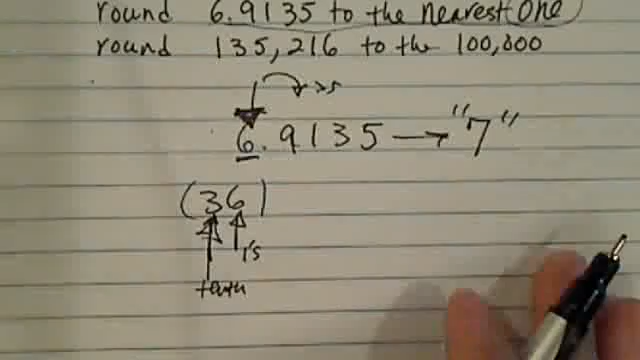 round 6.9135 to the nearest one
round 135,216 to the 100,000
>5
6.9135 → "7"
(36)
1's